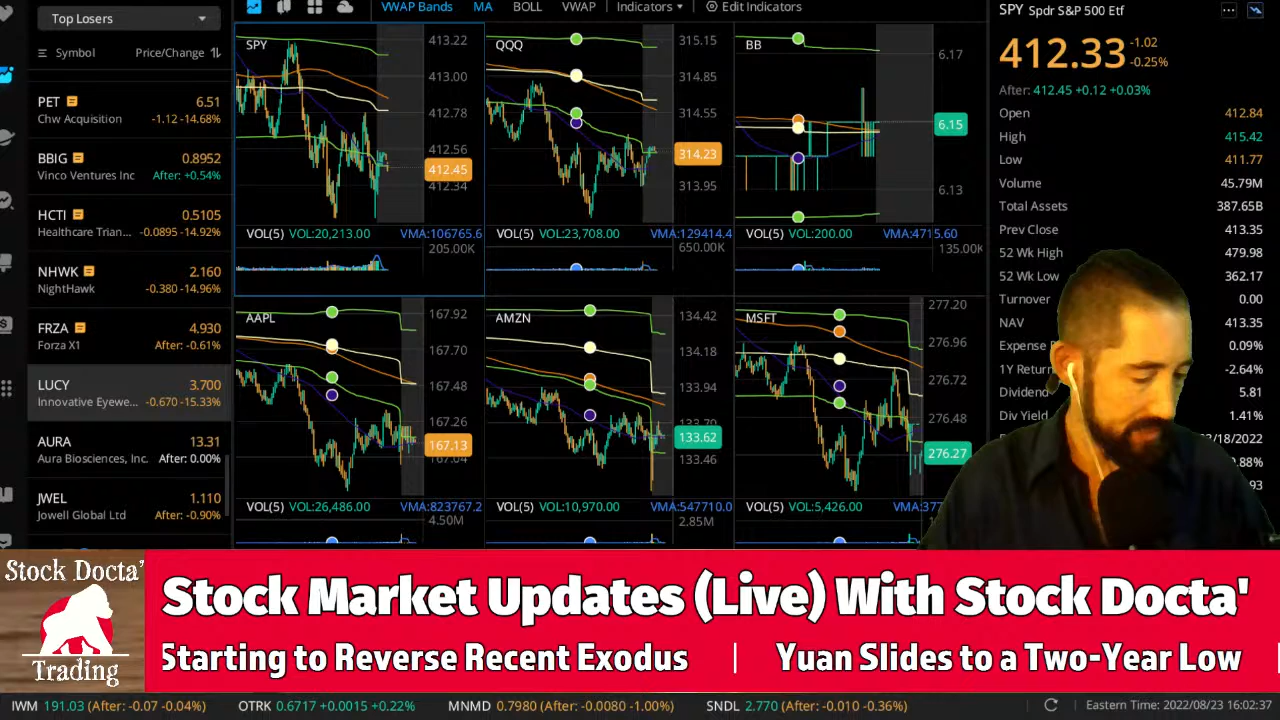 Top Losers
Symbol Price/Change
PET 6.51
Chw Acquisition -1.12 -14.68%
BBIG 0.8952
Vinco Ventures Inc After: +0.54%
HCTI 0.5105
Healthcare Trian... -0.0895 -14.92%
NHWK 2.160
NightHawk -0.380 -14.96%
FRZA 4.930
Forza X1 After: -0.61%
LUCY 3.700
Innovative Eyewe... -0.670 -15.33%
AURA 13.31
Aura Biosciences, Inc. After: 0.00%
JWEL 1.110
Jowell Global Ltd After: -0.90%
VWAP Bands MA BOLL VWAP Indicators Edit Indicators
SPY
413.22
413.00
412.78
412.56
412.45
412.34
VOL(5) VOL:20,213.00 VMA:106765.6
205.00K
QQQ
315.15
314.85
314.55
314.23
313.95
VOL(5) VOL:23,708.00 VMA:129414.4
650.00K
BB
6.17
6.15
6.13
VOL(5) VOL:200.00 VMA:4715.60
135.00K
AAPL
167.92
167.70
167.48
167.26
167.13
167.04
VOL(5) VOL:26,486.00 VMA:823767.2
4.50M
AMZN
134.42
134.18
133.94
133.70
133.62
133.46
VOL(5) VOL:10,970.00 VMA:547710.0
2.85M
MSFT
277.20
276.96
276.72
276.48
276.27
VOL(5) VOL:5,426.00 VMA:37
SPY Spdr S&P 500 Etf
412.33 -1.02
-0.25%
After: 412.45 +0.12 +0.03%
Open 412.84
High 415.42
Low 411.77
Volume 45.79M
Total Assets 387.65B
Prev Close 413.35
52 Wk High 479.98
52 Wk Low 362.17
Turnover 0.00
NAV 413.35
Expense 0.09%
1Y Return -2.64%
Dividend 5.81
Div Yield 1.41%
/18/2022
.88%
93
Stock Docta'
Trading
Stock Market Updates (Live) With Stock Docta'
Starting to Reverse Recent Exodus | Yuan Slides to a Two-Year Low
IWM 191.03 (After: -0.07 -0.04%) OTRK 0.6717 +0.0015 +0.22% MNMD 0.7980 (After: -0.0080 -1.00%) SNDL 2.770 (After: -0.010 -0.36%) Eastern Time: 2022/08/23 16:02:37